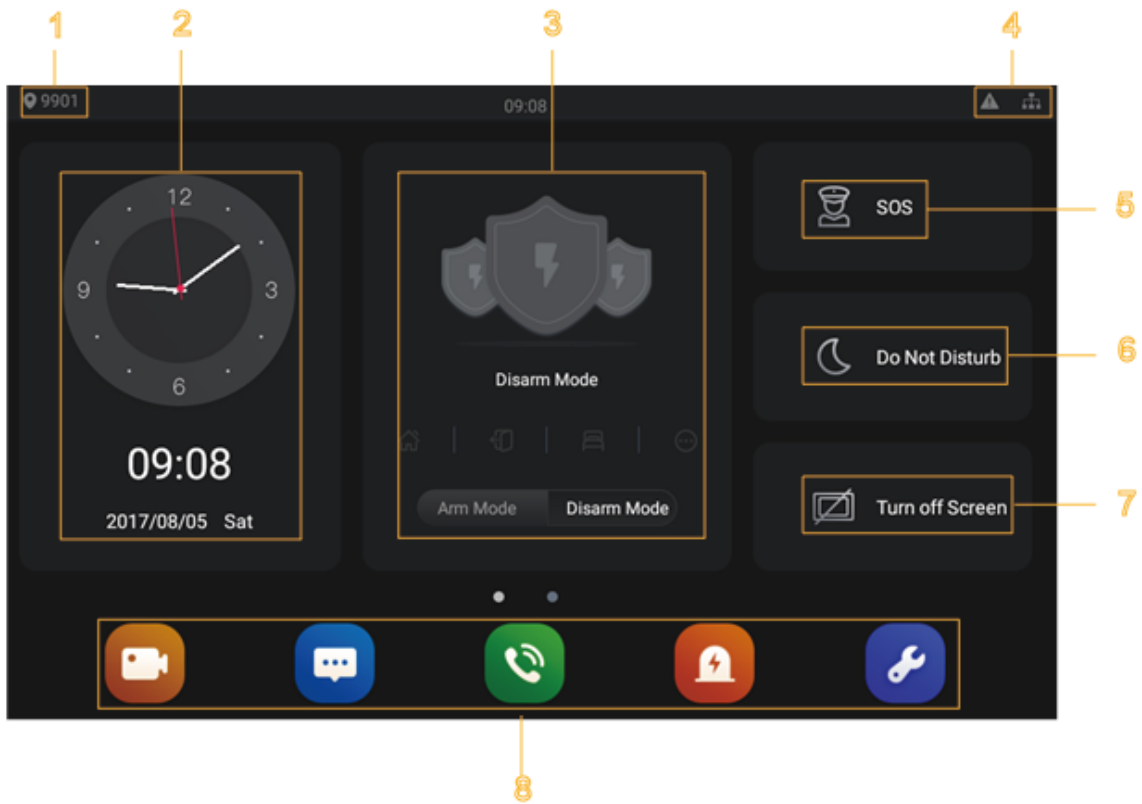 1
2
3
4
9901
09:08
12
9
3
6
09:08
2017/08/05 Sat
Disarm Mode
Arm Mode
Disarm Mode
SOS
5
Do Not Disturb
6
Turn off Screen
7
8